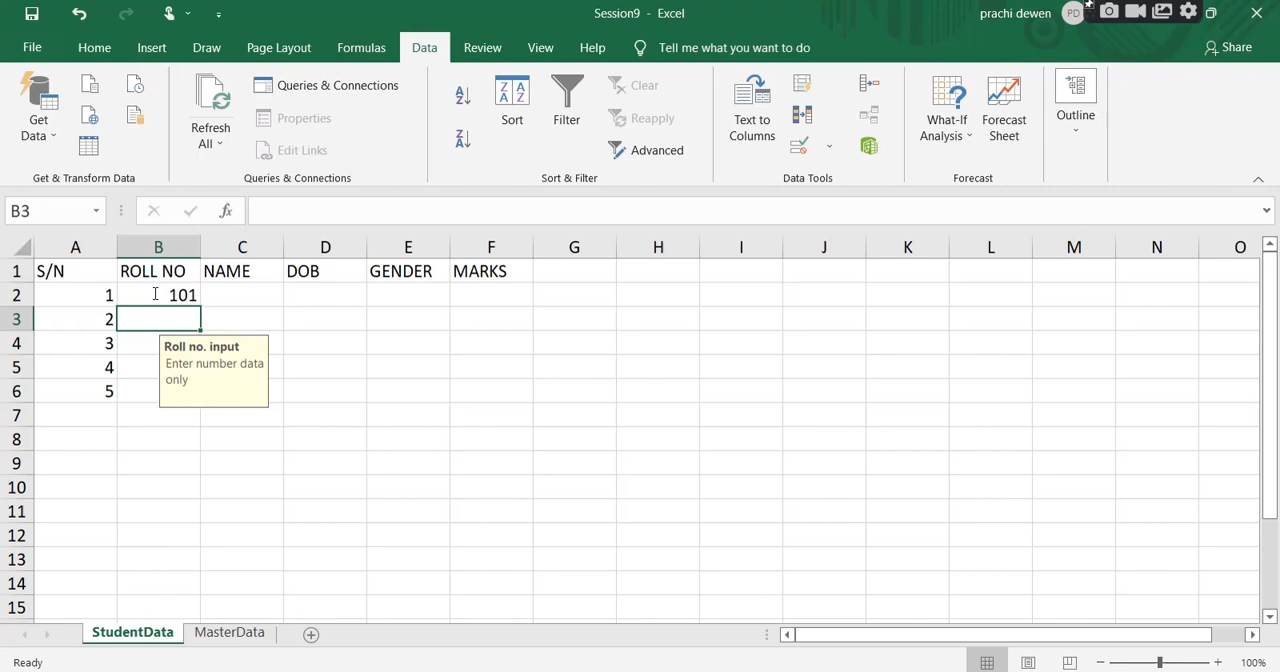 Session9 - Excel
prachi dewen PD
File Home Insert Draw Page Layout Formulas Data Review View Help Tell me what you want to do Share
Get Data
Refresh All
Queries & Connections
Properties
Edit Links
Sort
Filter
Clear
Reapply
Advanced
Text to Columns
What-If Analysis
Forecast Sheet
Outline
Get & Transform Data Queries & Connections Sort & Filter Data Tools Forecast
B3 fx
A B C D E F G H I J K L M N O
1 S/N ROLL NO NAME DOB GENDER MARKS
2 1 101
3 2
4 3
5 4
6 5
Roll no. input
Enter number data
only
7
8
9
10
11
12
13
14
15
StudentData MasterData
Ready 100%